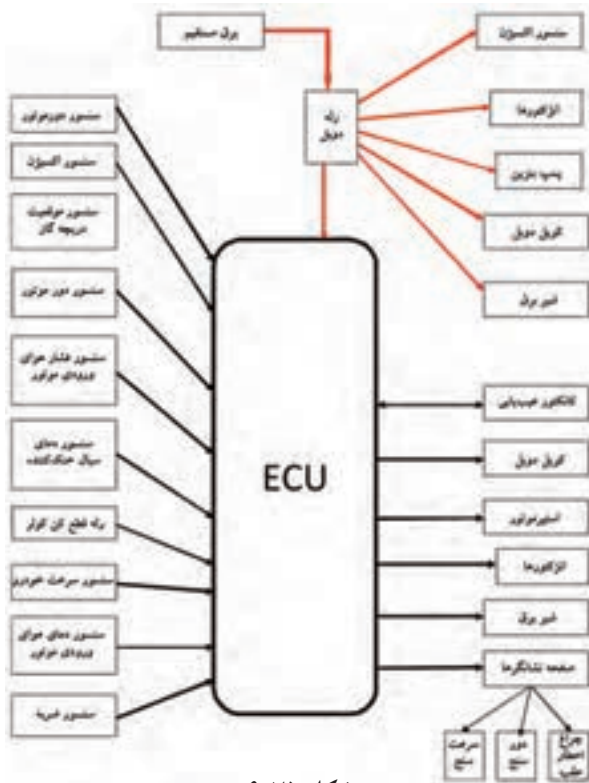 برق مستقیم
رله
دوبل
سنسور اکسیژن
انژکتورها
پمپ بنزین
کویل دوبل
شیر برقی
سنسور دور موتور
سنسور اکسیژن
سنسور موقعیت
دریچه گاز
سنسور دور موتور
سنسور فشار هوای
ورودی موتور
سنسور دمای
سیال خنک‌کننده
رله قطع کن کولر
سنسور سرعت خودرو
سنسور دمای هوای
ورودی موتور
سنسور ضربه
ECU
کانکتور عیب‌یابی
کویل دوبل
استپرموتور
انژکتورها
شیر برقی
صفحه نشانگرها
چراغ
اخطار
عیب
دور
سنج
سرعت
سنج